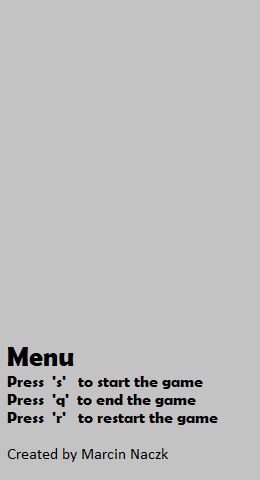 Menu
Press 's' to start the game
Press 'q' to end the game
Press 'r' to restart the game
Created by Marcin Naczk